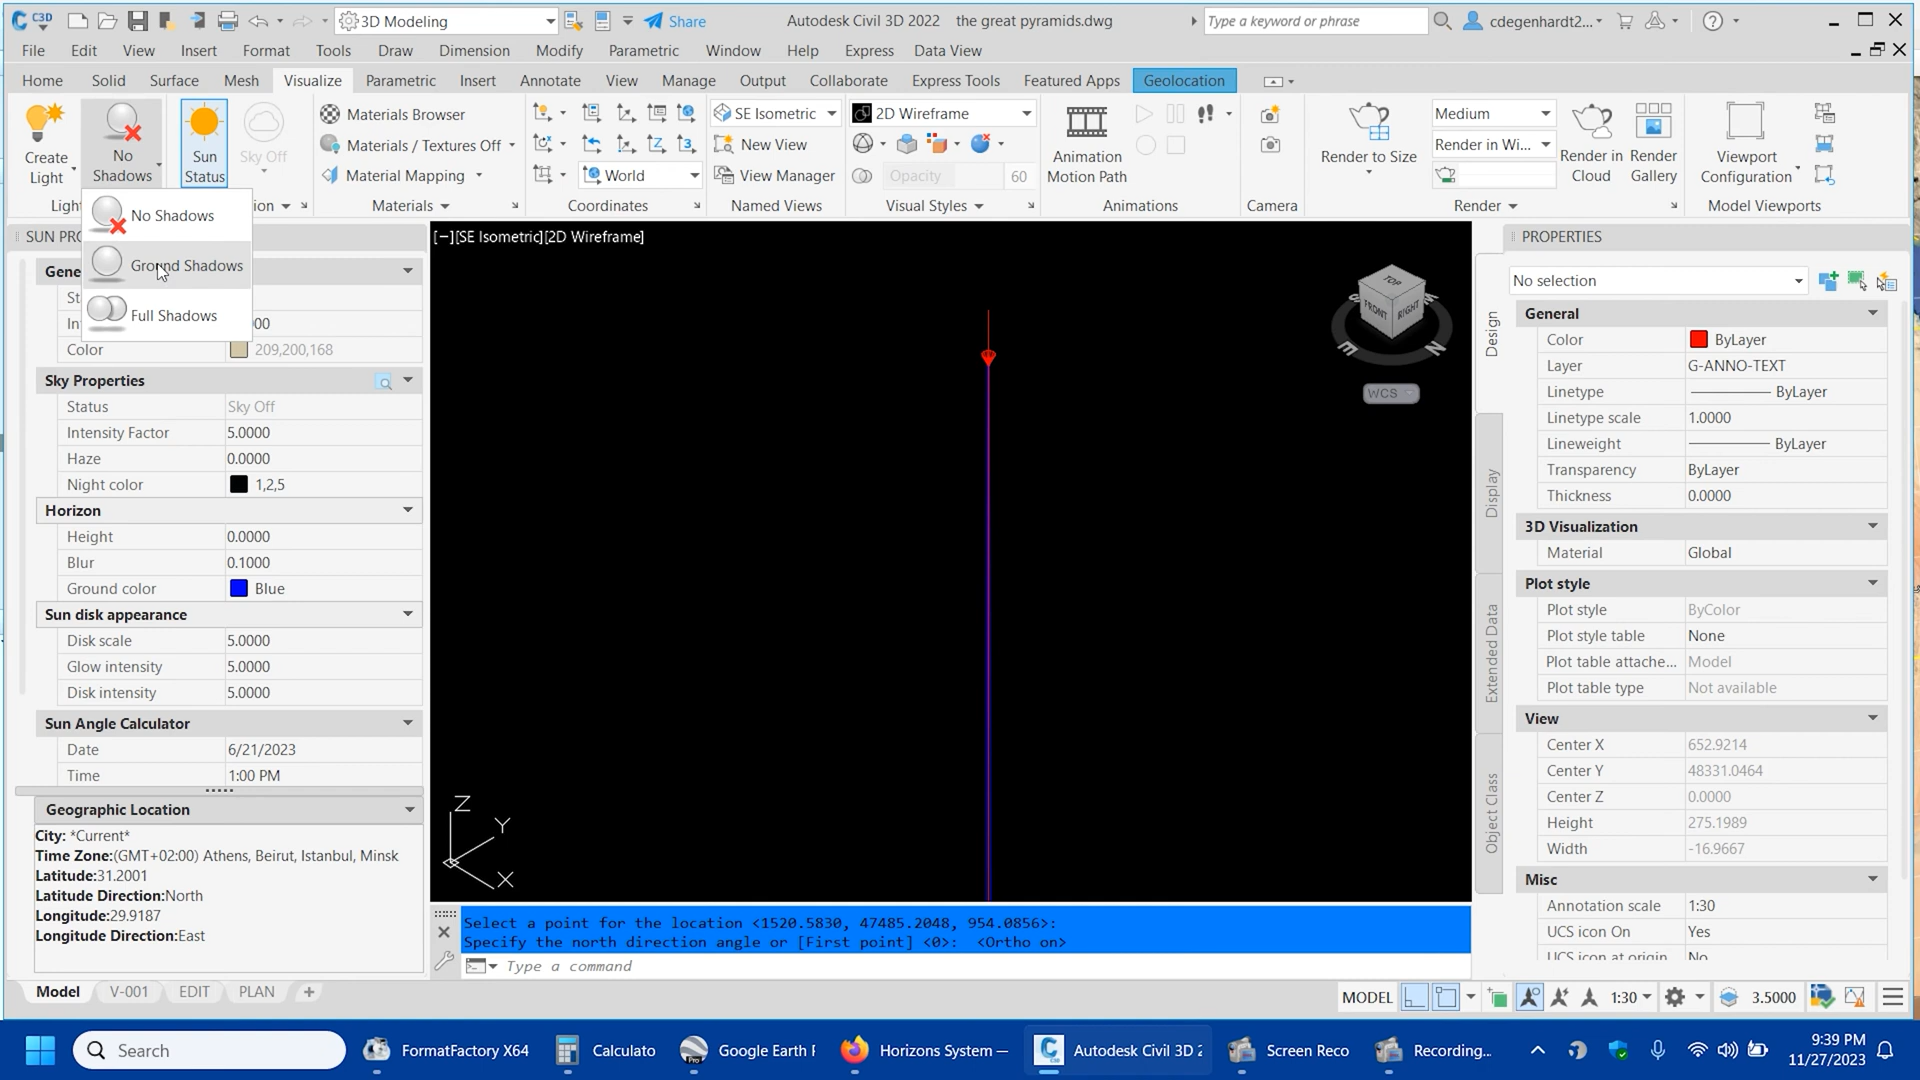 C3D 3D Modeling Share Autodesk Civil 3D 2022 the great pyramids.dwg Type a keyword or phrase cdegenhardt2...
File Edit View Insert Format Tools Draw Dimension Modify Parametric Window Help Express Data View
Home Solid Surface Mesh Visualize Parametric Insert Annotate View Manage Output Collaborate Express Tools Featured Apps Geolocation
Create Light
No Shadows
Sun Status
Sky Off
Materials Browser
Materials / Textures Off
Material Mapping
World
SE Isometric
New View
View Manager
2D Wireframe
Opacity 60
Animation Motion Path
Render to Size
Medium
Render in Wi...
Render in Cloud
Render Gallery
Viewport Configuration
Materials Coordinates Named Views Visual Styles Animations Camera Render Model Viewports
No Shadows
Ground Shadows
Full Shadows
Color 209,200,168
Sky Properties
Status Sky Off
Intensity Factor 5.0000
Haze 0.0000
Night color 1,2,5
Horizon
Height 0.0000
Blur 0.1000
Ground color Blue
Sun disk appearance
Disk scale 5.0000
Glow intensity 5.0000
Disk intensity 5.0000
Sun Angle Calculator
Date 6/21/2023
Time 1:00 PM
Geographic Location
City: *Current*
Time Zone:(GMT+02:00) Athens, Beirut, Istanbul, Minsk
Latitude:31.2001
Latitude Direction:North
Longitude:29.9187
Longitude Direction:East
[−][SE Isometric][2D Wireframe]
TOP
FRONT RIGHT
E
WCS
Z
Y
X
Select a point for the location <1520.5830, 47485.2048, 954.0856>:
Specify the north direction angle or [First point] <0>: <Ortho on>
Type a command
PROPERTIES
No selection
Design
Display
Extended Data
Object Class
General
Color ByLayer
Layer G-ANNO-TEXT
Linetype ByLayer
Linetype scale 1.0000
Lineweight ByLayer
Transparency ByLayer
Thickness 0.0000
3D Visualization
Material Global
Plot style
Plot style ByColor
Plot style table None
Plot table attache... Model
Plot table type Not available
View
Center X 652.9214
Center Y 48331.0464
Center Z 0.0000
Height 275.1989
Width -16.9667
Misc
Annotation scale 1:30
UCS icon On Yes
UCS icon at origin No
Model V-001 EDIT PLAN +
MODEL 1:30 3.5000
Search FormatFactory X64 Calculato Google Earth Horizons System — Autodesk Civil 3D Screen Reco Recording...
9:39 PM
11/27/2023